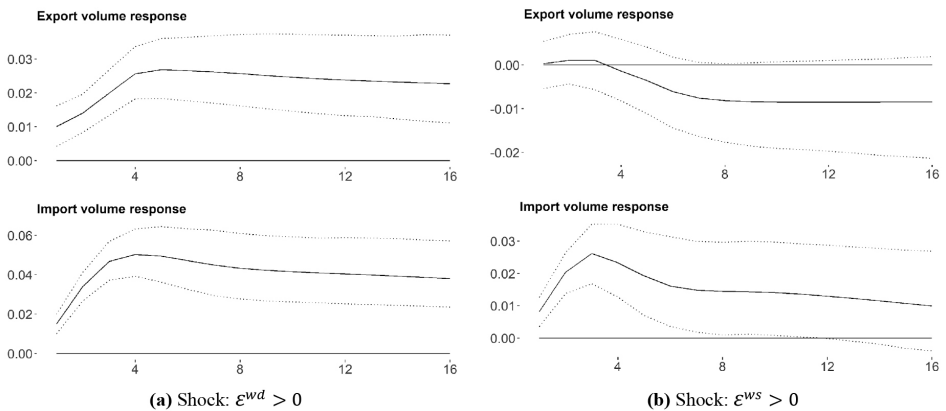 Export volume response
0.03
0.02
0.01
0.00
4 8 12 16
Import volume response
0.06
0.04
0.02
0.00
4 8 12 16
(a) Shock: ℰ^{wd} > 0
Export volume response
0.00
-0.01
-0.02
4 8 12 16
Import volume response
0.03
0.02
0.01
0.00
4 8 12 16
(b) Shock: ℰ^{ws} > 0